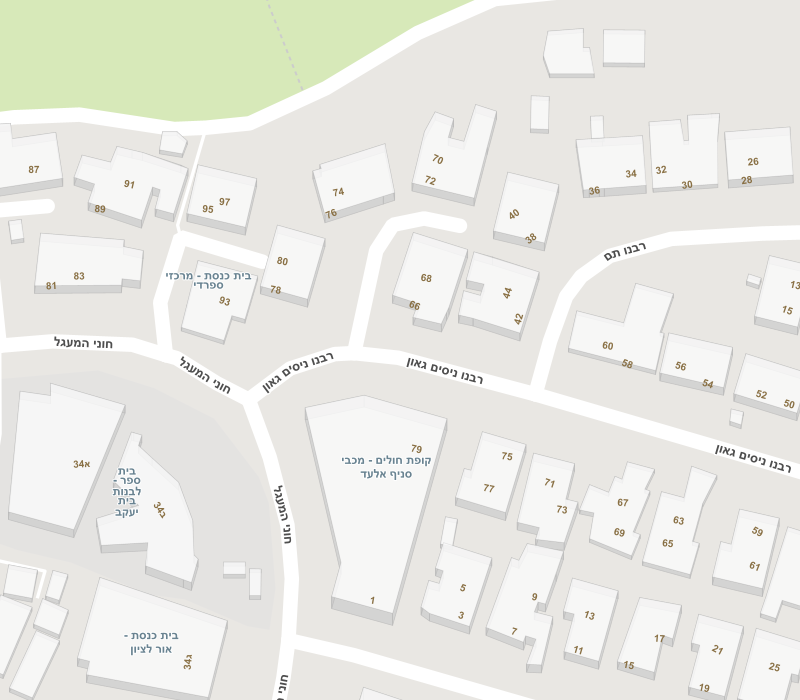 70
72
87
91
89
97
95
74
76
36
34
32
30
26
28
40
38
רבנו תם
80
78
בית כנסת - מרכזי
ספרדי
93
83
81
68
66
44
42
13
15
60
58
56
54
52
50
חוני המעגל
חוני המעגל
רבנו ניסים גאון
רבנו ניסים גאון
רבנו ניסים גאון
79
קופת חולים - מכבי
סניף אלעד
1
34א
בית
ספר -
לבנות
בית
יעקב
34ב
חוני המעגל
75
77
71
73
67
69
63
65
59
61
5
3
9
7
13
11
17
15
21
19
25
בית כנסת -
אור לציון
34ג
חוני